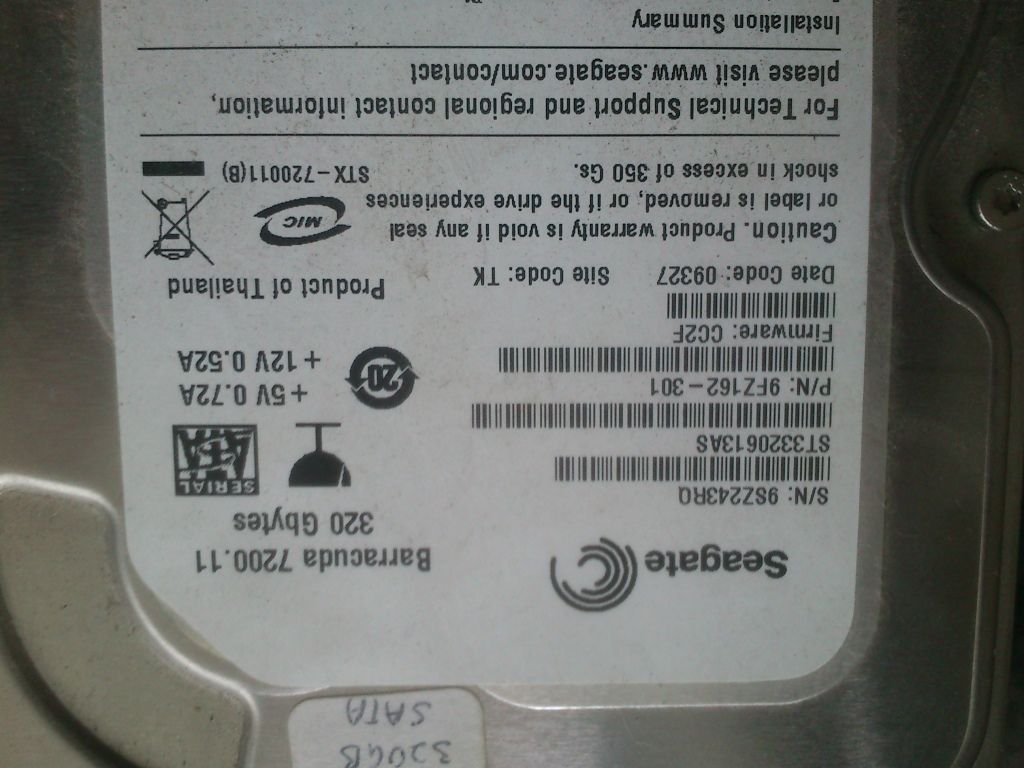 320GB
SATA
Seagate
Barracuda 7200.11
320 Gbytes
S/N: 9SZ243RQ
ST3320613AS
SERIAL
ATA
P/N: 9FZ162-301
+5V 0.72A
+12V 0.52A
20
Firmware: CC2F
Date Code: 09327 Site Code: TK
Product of Thailand
Caution. Product warranty is void if any seal
or label is removed, or if the drive experiences
shock in excess of 350 Gs.
MIC
STX-720011(B)
For Technical Support and regional contact information,
please visit www.seagate.com/contact
Installation Summary